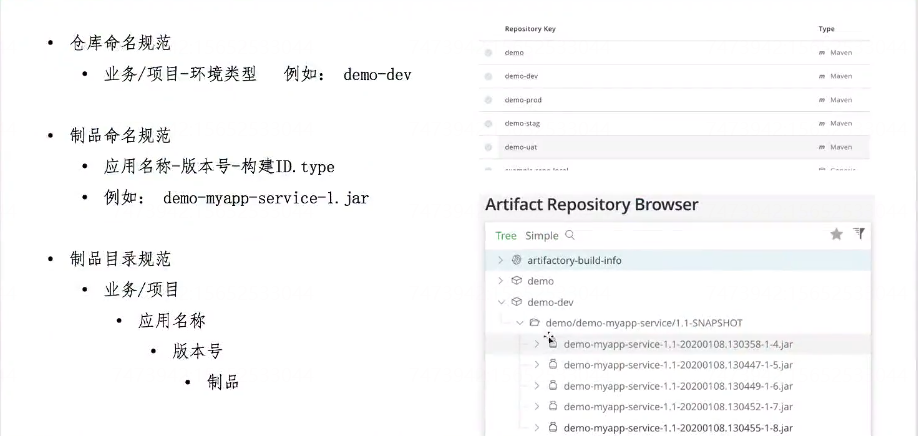 仓库命名规范
业务/项目-环境类型 例如: demo-dev
制品命名规范
应用名称-版本号-构建ID.type
例如: demo-myapp-service-1.jar
制品目录规范
业务/项目
应用名称
版本号
制品
Repository Key Type
demo Maven
demo-dev Maven
demo-prod Maven
demo-stag Maven
demo-uat Maven
Artifact Repository Browser
Tree Simple
artifactory-build-info
demo
demo-dev
demo/demo-myapp-service/1.1-SNAPSHOT
demo-myapp-service-1.1-20200108.130358-1-4.jar
demo-myapp-service-1.1-20200108.130447-1-5.jar
demo-myapp-service-1.1-20200108.130449-1-6.jar
demo-myapp-service-1.1-20200108.130452-1-7.jar
demo-myapp-service-1.1-20200108.130455-1-8.jar